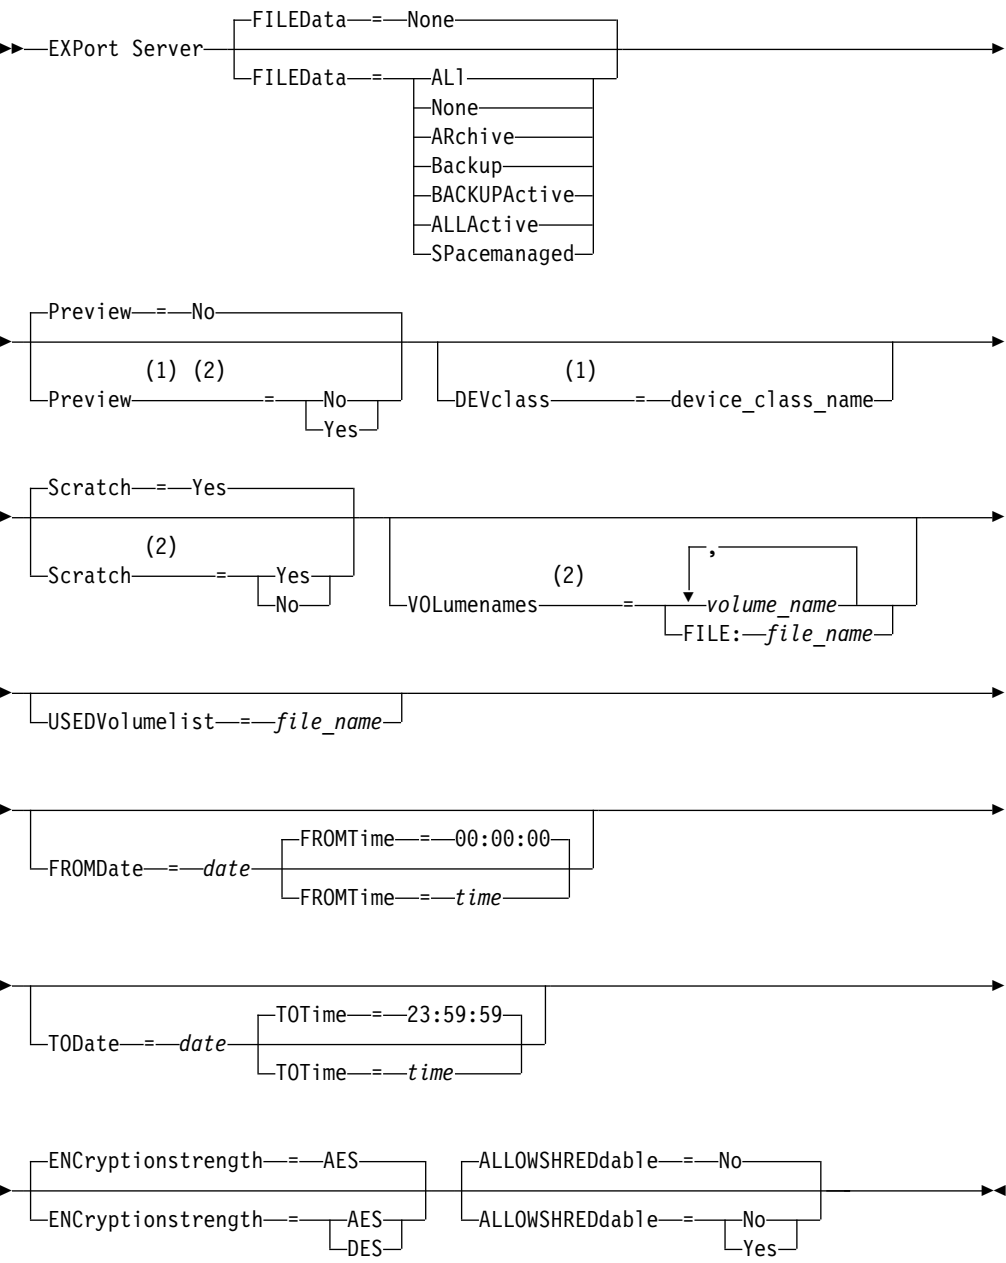 FILEData = None
EXPort Server
FILEData = ALl
None
ARchive
Backup
BACKUPActive
ALLActive
SPacemanaged
Preview = No
(1) (2)
Preview = No
Yes
(1)
DEVclass = device_class_name
Scratch = Yes
(2)
Scratch = Yes
No
,
(2)
VOLumenames = volume_name
FILE: file_name
USEDVolumelist = file_name
FROMTime = 00:00:00
FROMDate = date
FROMTime = time
TOTime = 23:59:59
TODate = date
TOTime = time
ENCryptionstrength = AES
ENCryptionstrength = AES
DES
ALLOWSHREDdable = No
ALLOWSHREDdable = No
Yes